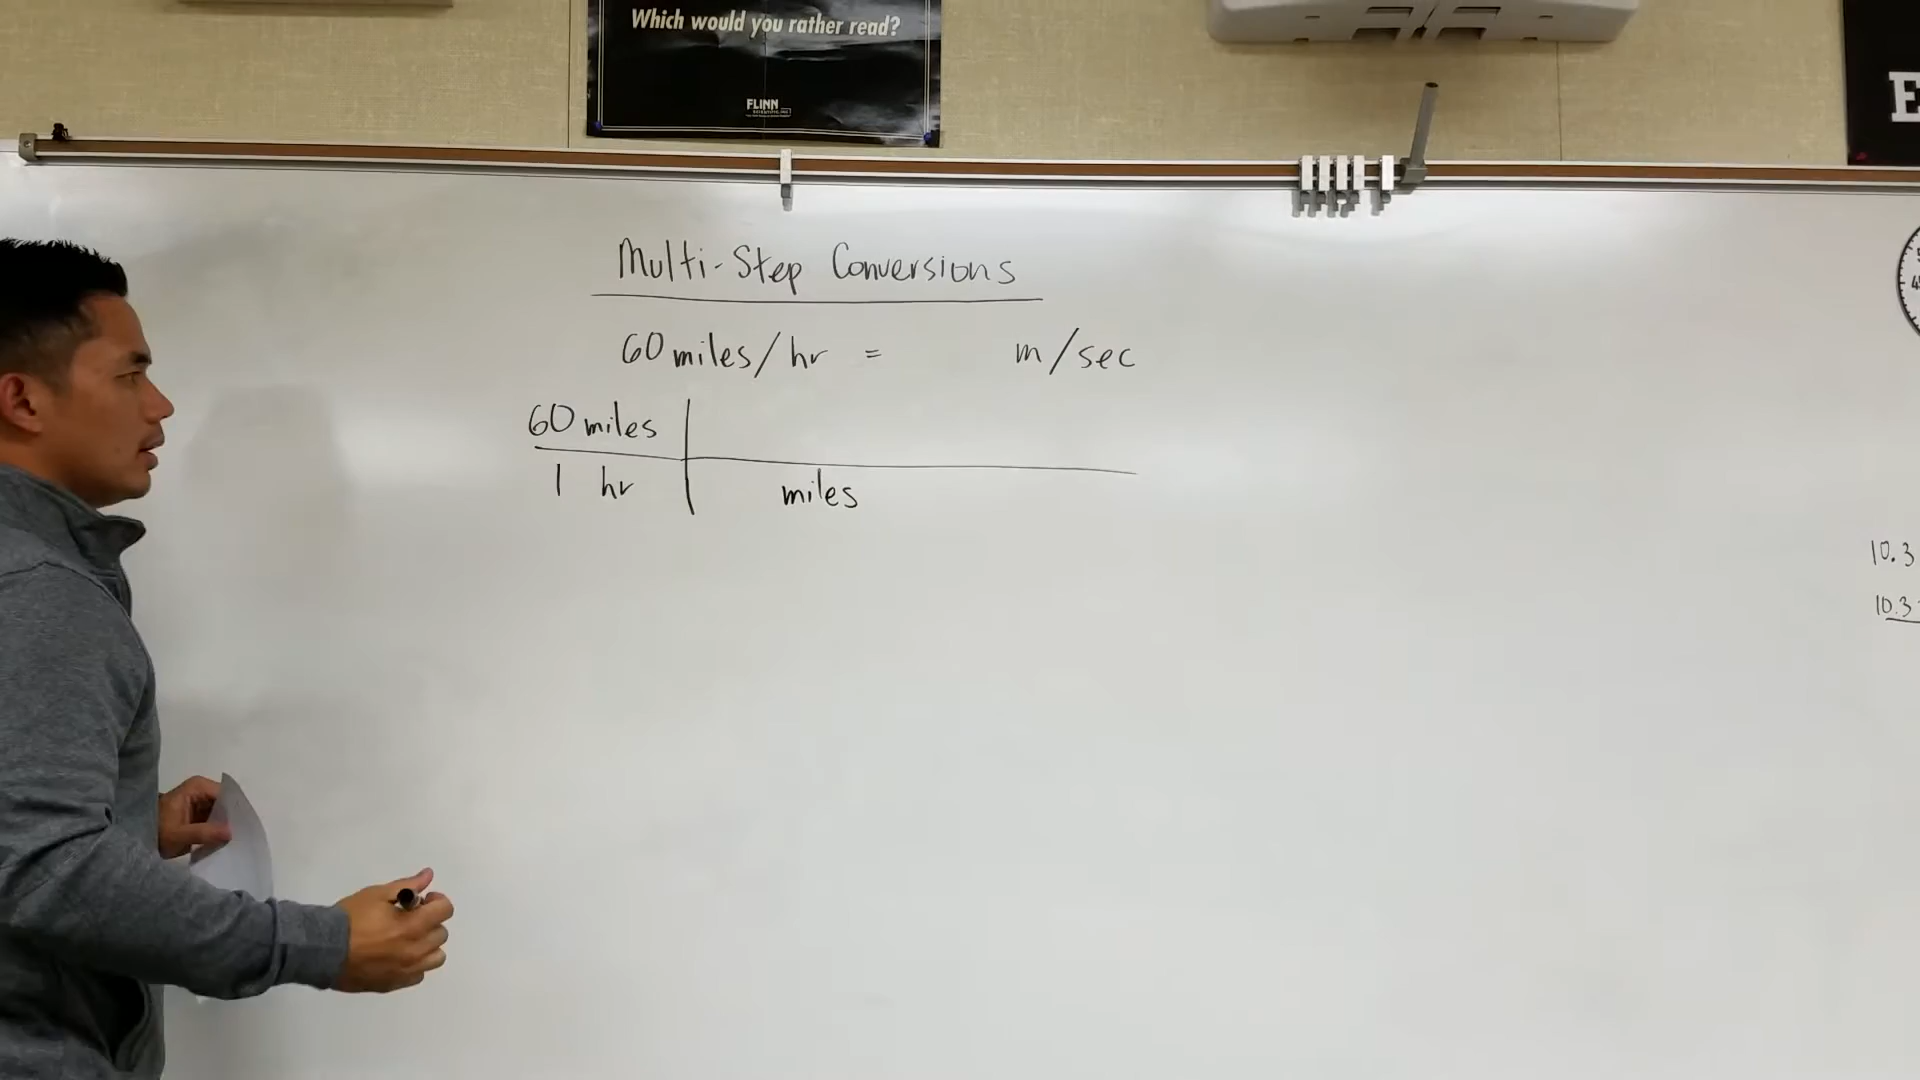 Which would you rather read?
FLINN
E
Multi-Step Conversions
60 miles/hr = m/sec
60 miles
1 hr miles
45
10.3
10.3